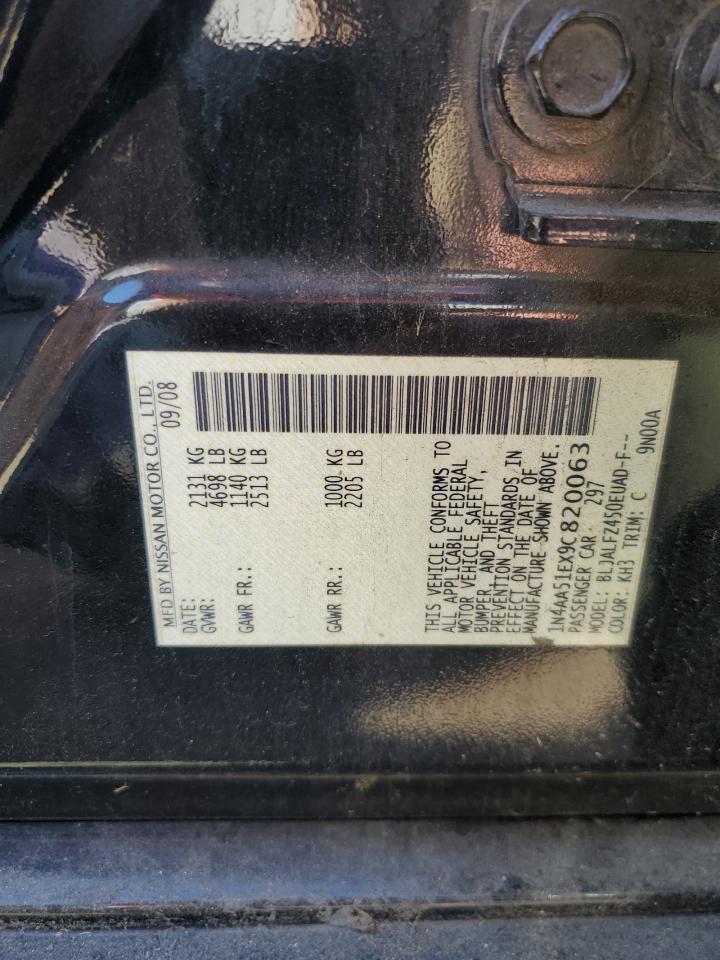 MFD BY NISSAN MOTOR CO., LTD.
DATE: 09/08
GVWR: 2131 KG
4698 LB
GAWR FR.: 1140 KG
2513 LB
GAWR RR.: 1000 KG
2205 LB
THIS VEHICLE CONFORMS TO
ALL APPLICABLE FEDERAL
MOTOR VEHICLE SAFETY,
BUMPER, AND THEFT
PREVENTION STANDARDS IN
EFFECT ON THE DATE OF
MANUFACTURE SHOWN ABOVE.
1N4AA51EX9C820063
PASSENGER CAR 297
MODEL: BLJALFZ450EUAD-F--
COLOR: KH3 TRIM: C 9N00A